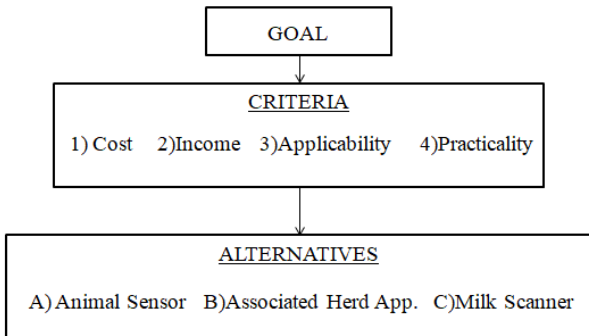 GOAL
CRITERIA
1) Cost 2)Income 3)Applicability 4)Practicality
ALTERNATIVES
A) Animal Sensor B)Associated Herd App. C)Milk Scanner